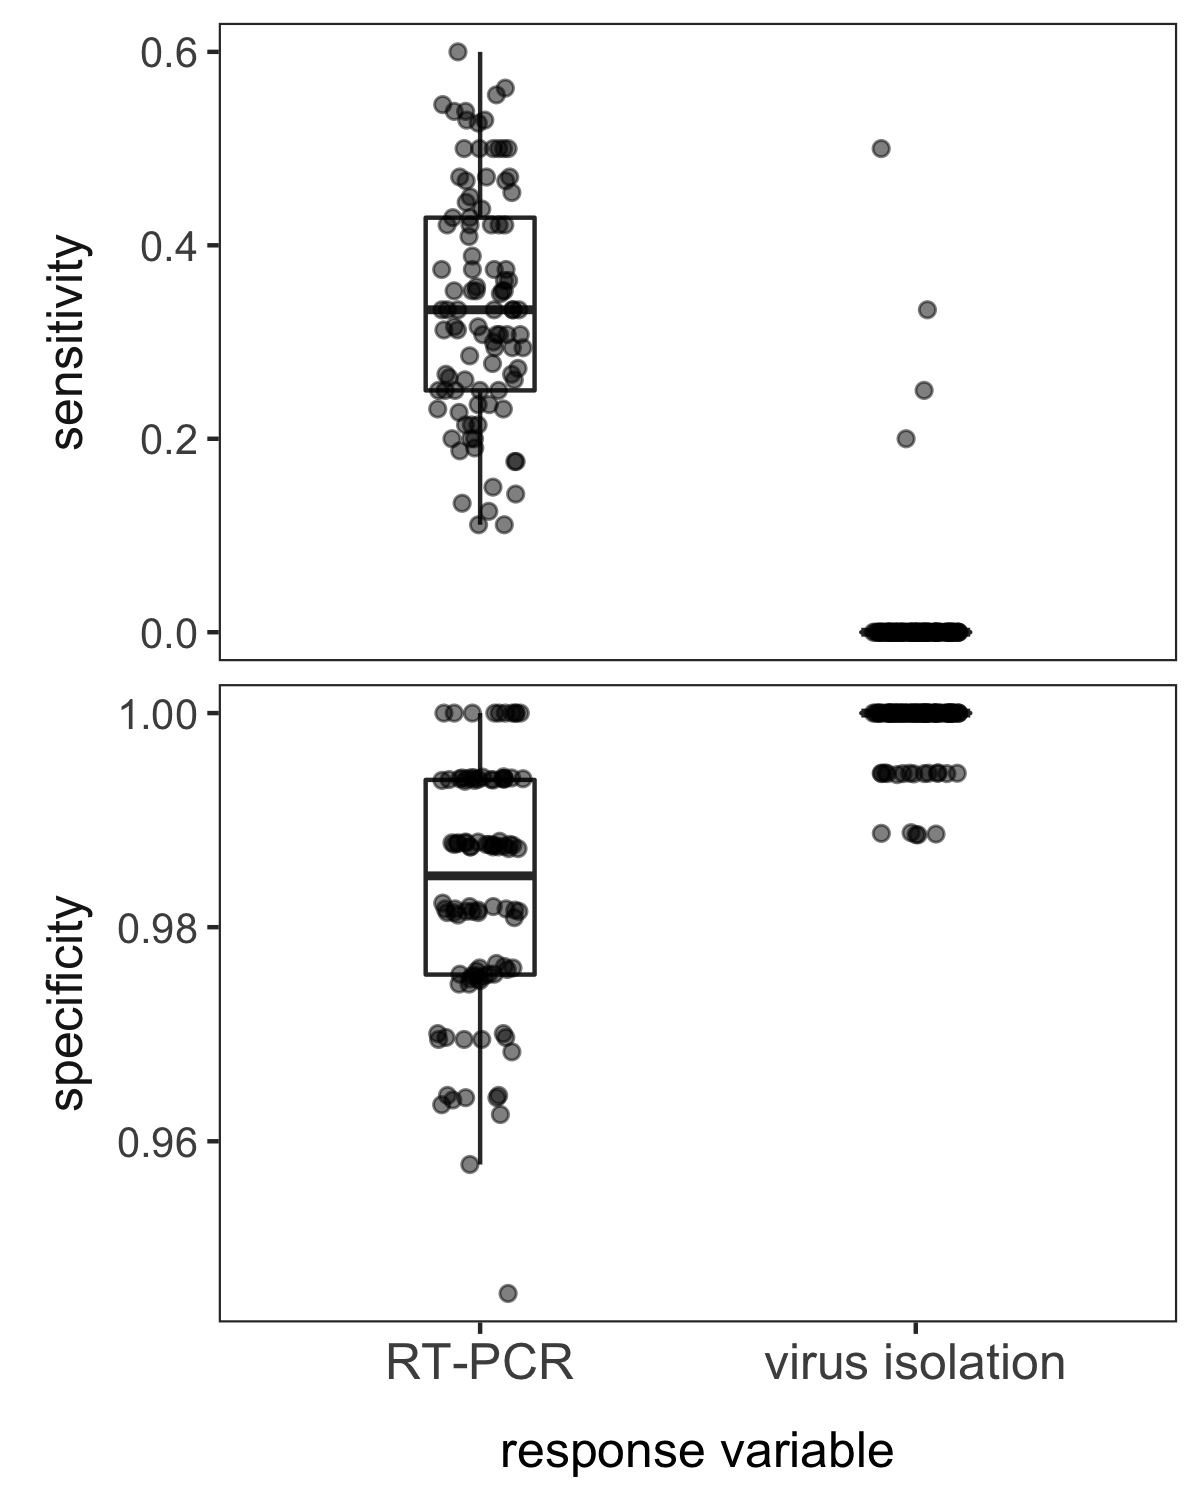 sensitivity
0.6
0.4
0.2
0.0
specificity
1.00
0.98
0.96
RT-PCR virus isolation
response variable